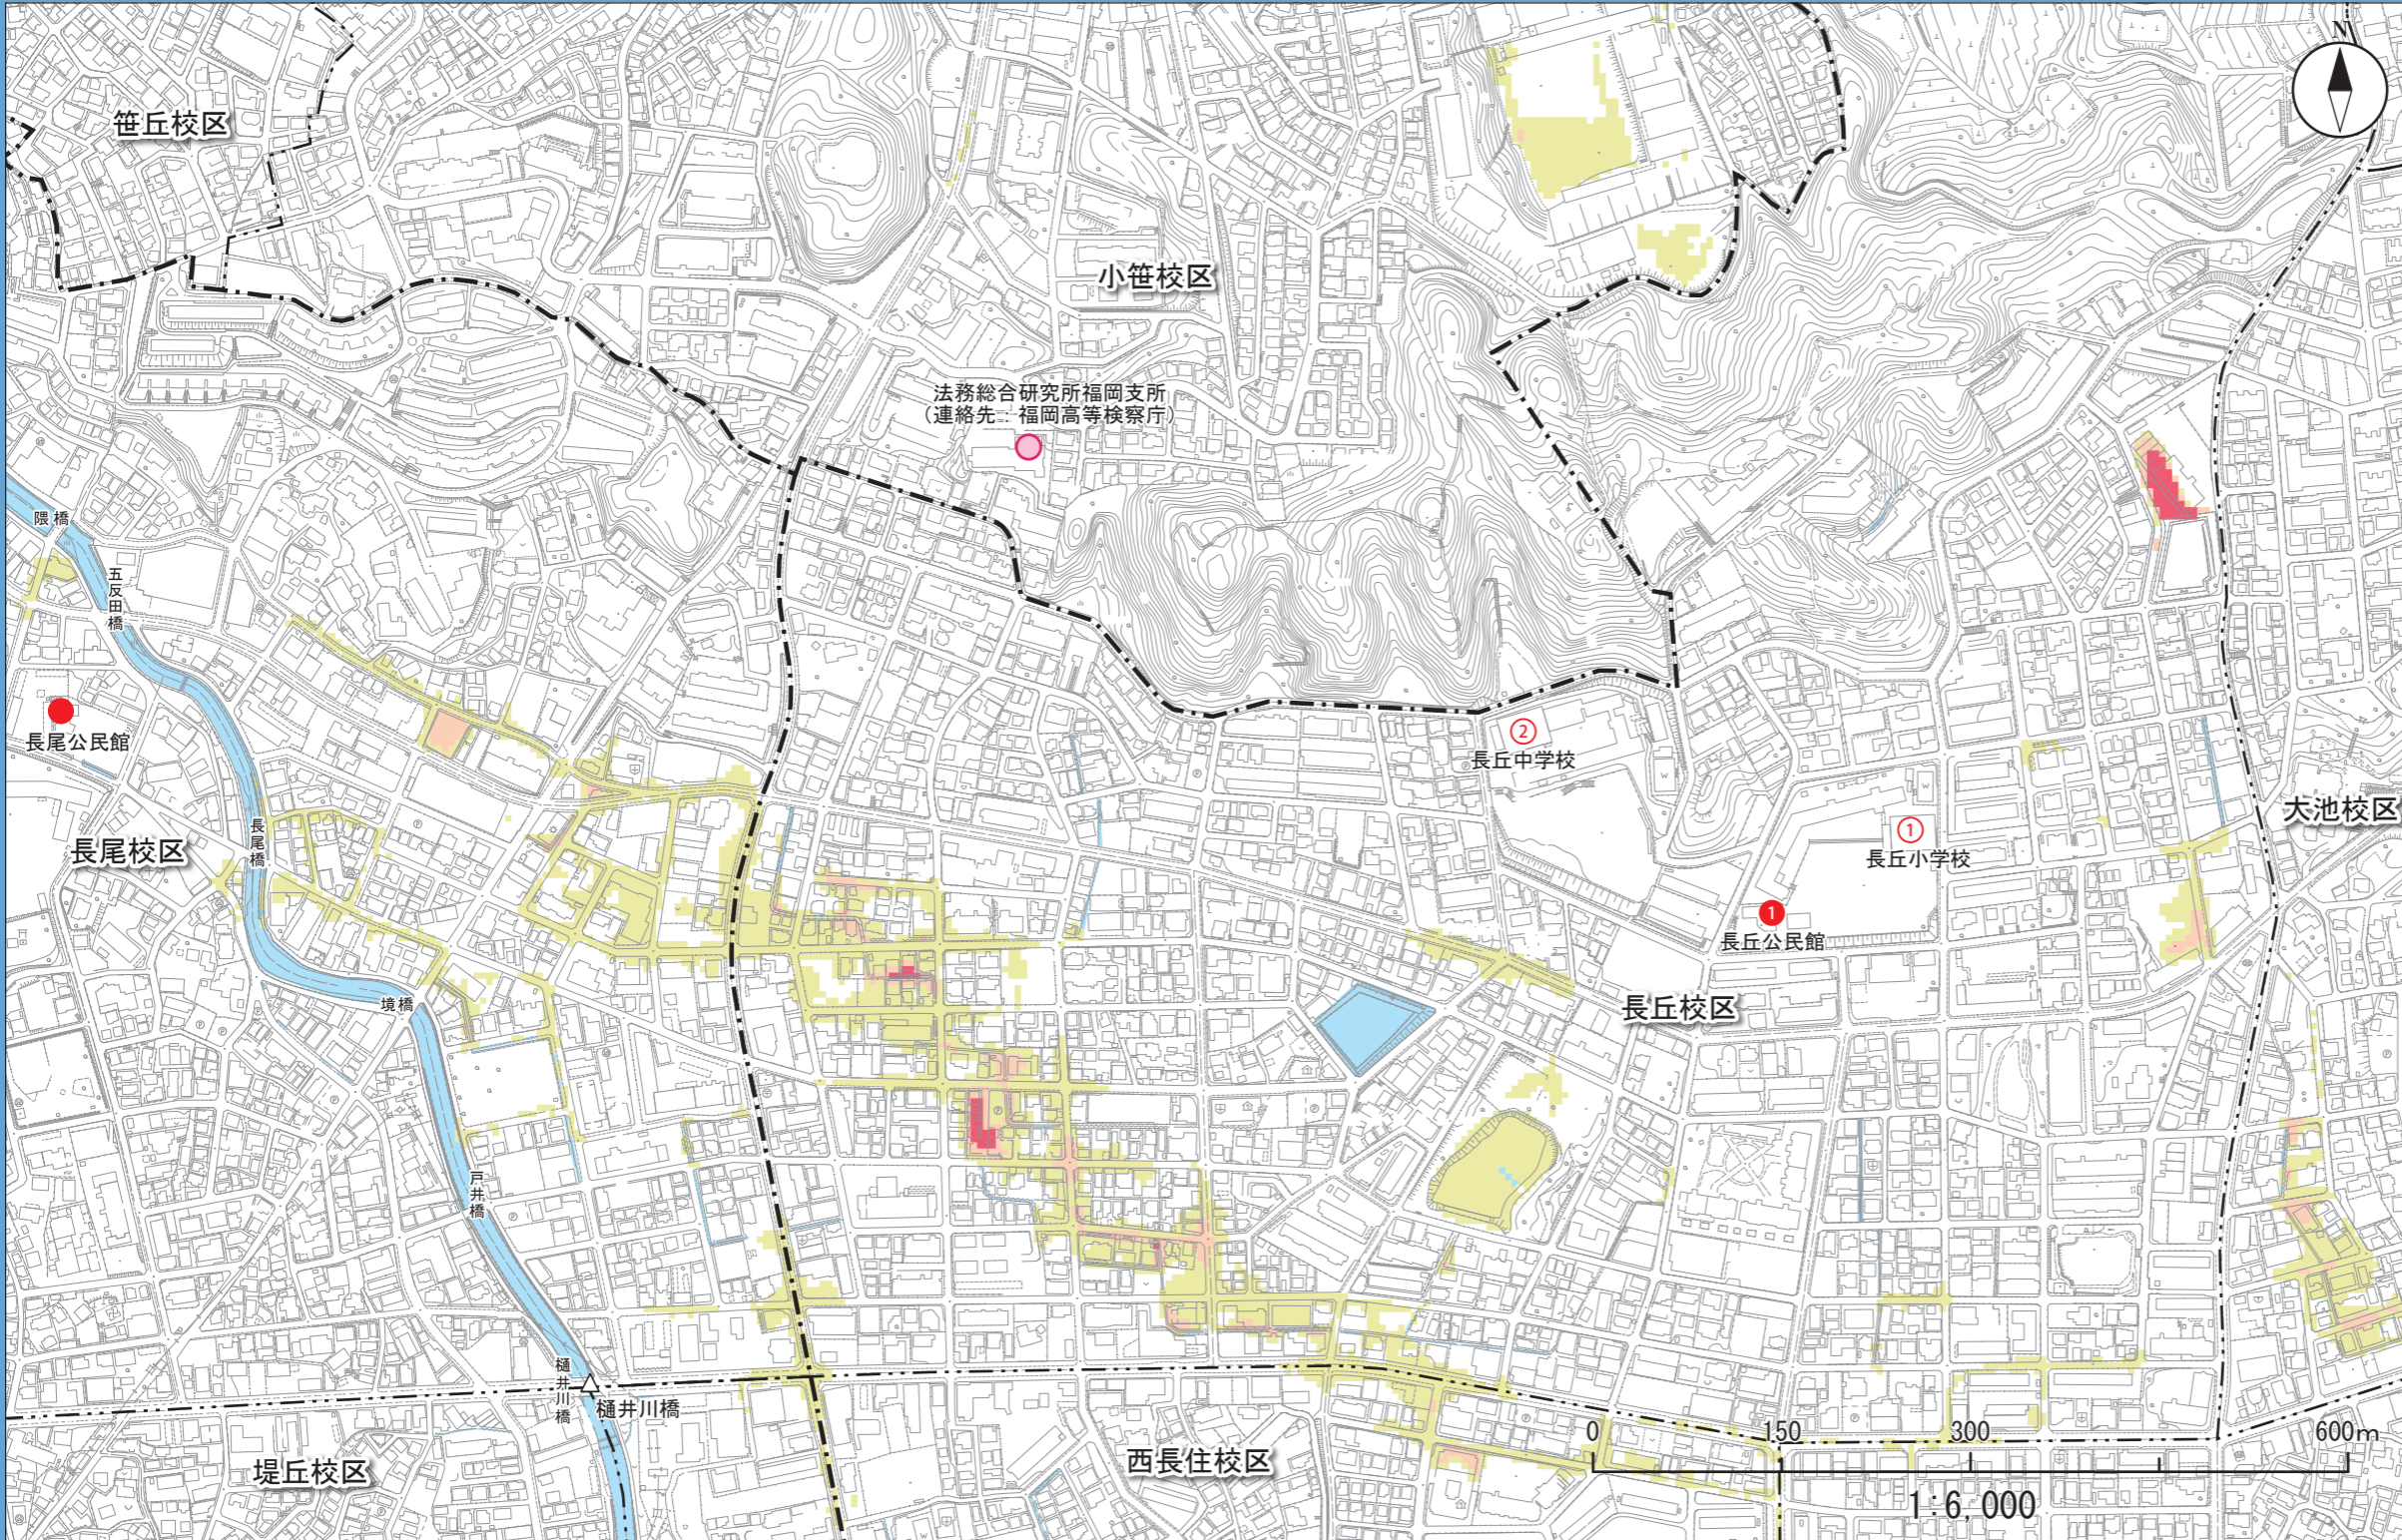 N
笹丘校区
小笹校区
法務総合研究所福岡支所
（連絡先：福岡高等検察庁）
隈橋
五反田橋
長尾公民館
②
長丘中学校
長尾橋
長尾校区
①
長丘小学校
大池校区
1
長丘公民館
境橋
長丘校区
戸井橋
樋井川橋
樋井川橋
堤丘校区
西長住校区
0 150 300 600m
1:6,000